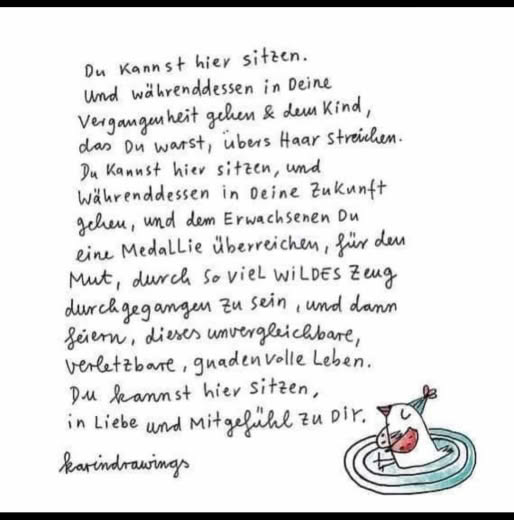 Du kannst hier sitzen.
Und währenddessen in Deine
Vergangenheit gehen & dem Kind,
das Du warst, übers Haar streichen.
Du kannst hier sitzen, und
währenddessen in Deine Zukunft
gehen, und dem Erwachsenen Du
eine Medallie überreichen, für den
Mut, durch so viel WILDES Zeug
durchgegangen zu sein, und dann
feiern, dieses unvergleichbare,
verletzbare, gnadenvolle Leben.
Du kannst hier sitzen,
in Liebe und Mitgefühl zu Dir.
karindrawings